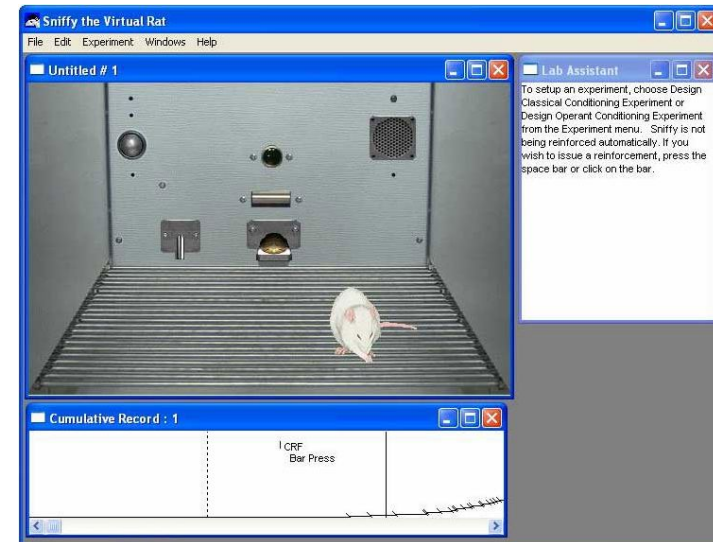 Sniffy the Virtual Rat
File Edit Experiment Windows Help
Untitled # 1
Lab Assistant
To setup an experiment, choose Design
Classical Conditioning Experiment or
Design Operant Conditioning Experiment
from the Experiment menu. Sniffy is not
being reinforced automatically. If you
wish to issue a reinforcement, press the
space bar or click on the bar.
Cumulative Record : 1
CRF
Bar Press